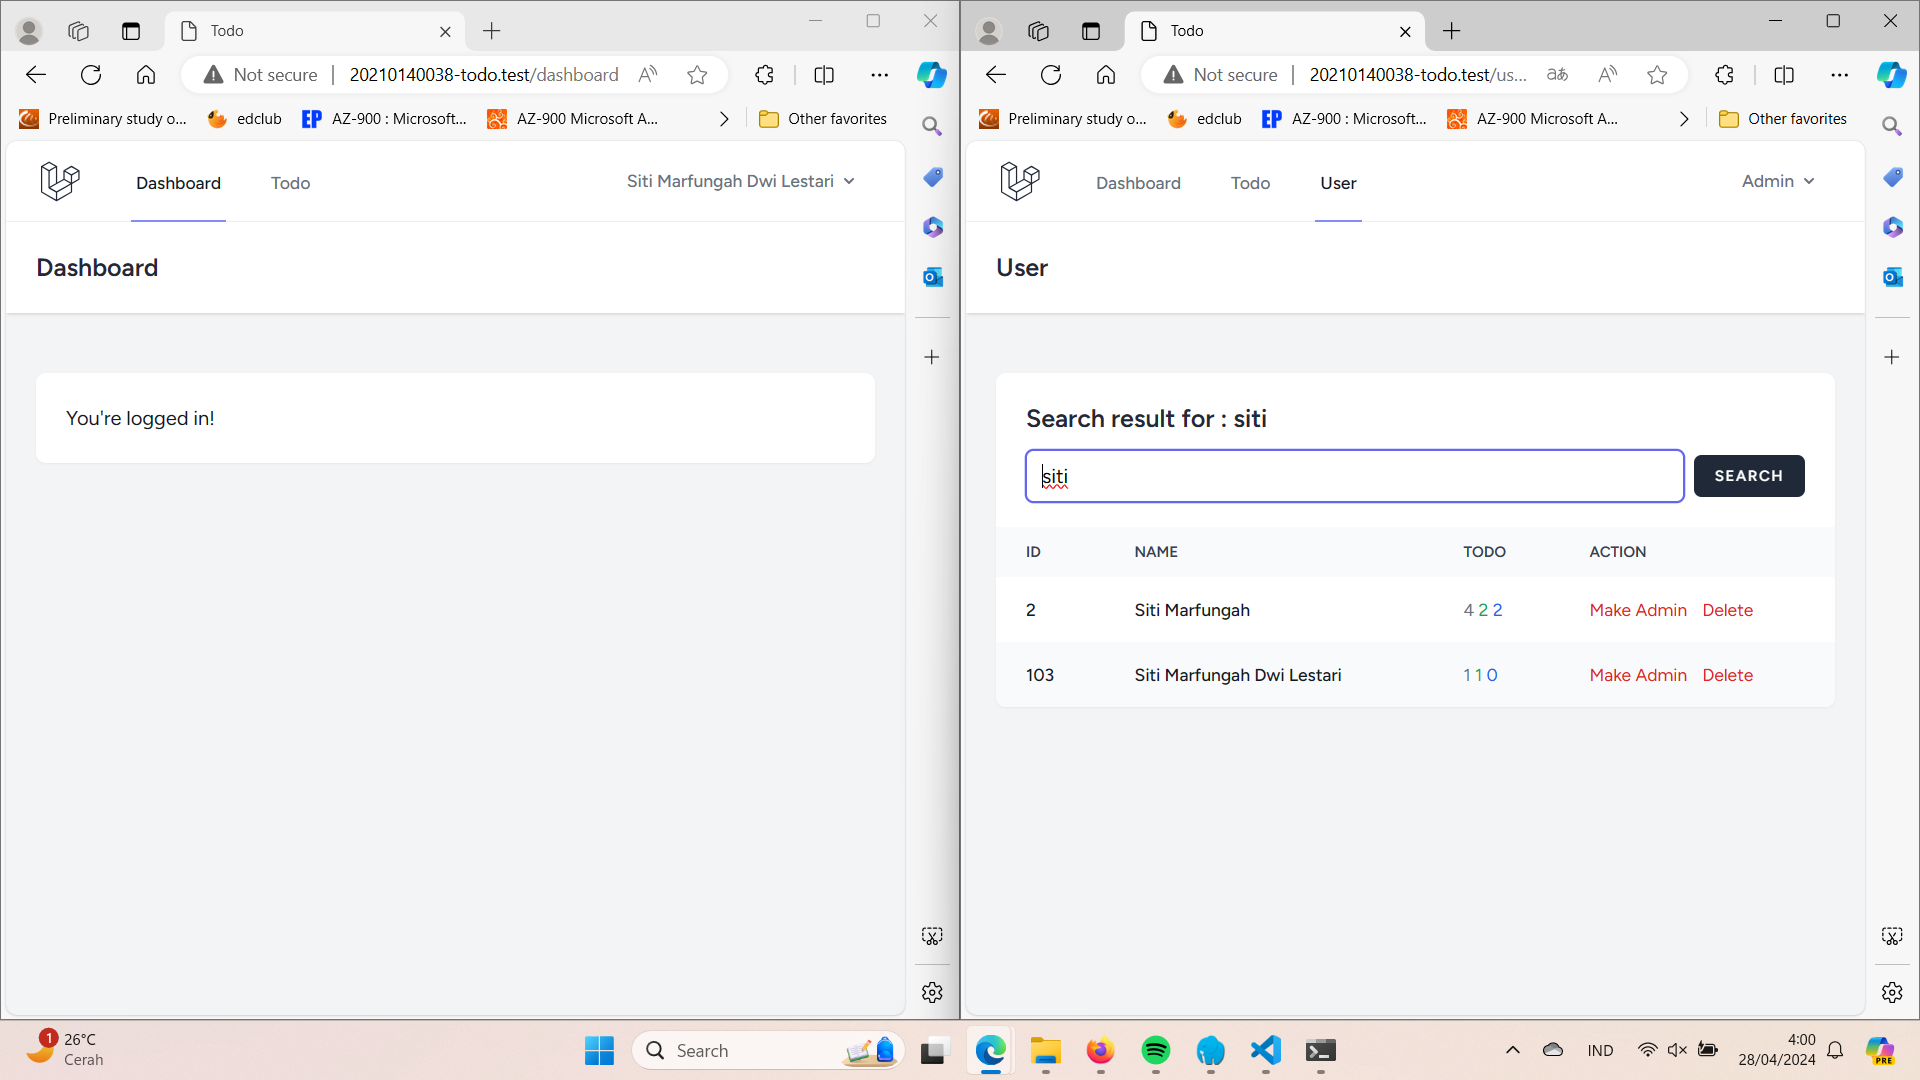 Todo
Not secure
20210140038-todo.test/dashboard
Preliminary study o...
edclub
EP AZ-900 : Microsoft...
AZ-900 Microsoft A...
Other favorites
Dashboard
Todo
Siti Marfungah Dwi Lestari
Dashboard
You're logged in!
Todo
Not secure
20210140038-todo.test/us...
Preliminary study o...
edclub
EP AZ-900 : Microsoft...
AZ-900 Microsoft A...
Other favorites
Dashboard
Todo
User
Admin
User
Search result for : siti
siti
SEARCH
ID NAME TODO ACTION
2 Siti Marfungah 4 2 2 Make Admin Delete
103 Siti Marfungah Dwi Lestari 1 1 0 Make Admin Delete
1
26°C
Cerah
Search
IND
4:00
28/04/2024
PRE